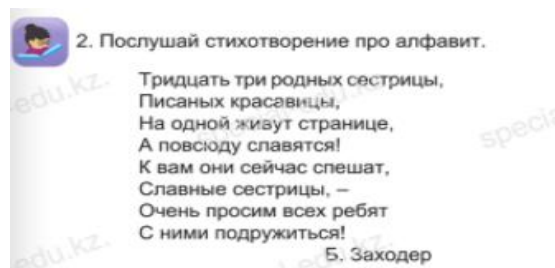 2. Послушай стихотворение про алфавит.
Тридцать три родных сестрицы,
Писаных красавицы,
На одной живут странице,
А повсюду славятся!
К вам они сейчас спешат,
Славные сестрицы, –
Очень просим всех ребят
С ними подружиться!
Б. Заходер